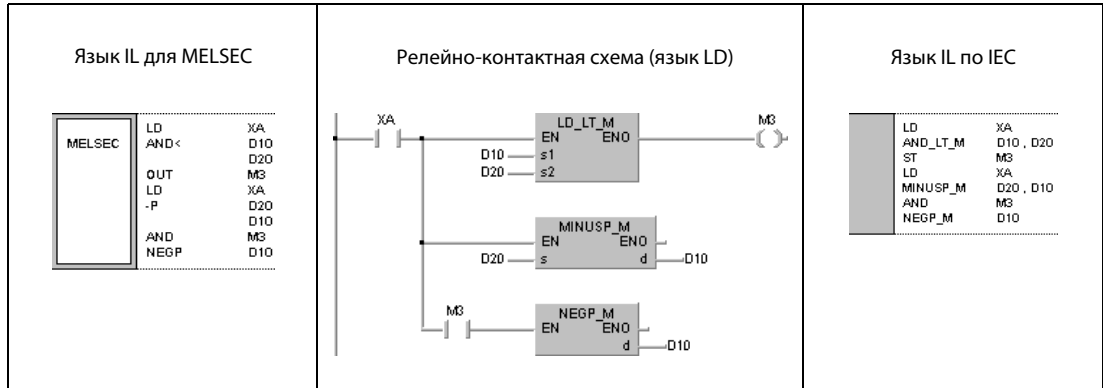 Язык IL для MELSEC
MELSEC
LD XA
AND< D10
D20
OUT M3
LD XA
-P D20
D10
AND M3
NEGP D10
Релейно-контактная схема (язык LD)
XA
LD_LT_M
M3
EN ENO
D10 s1
D20 s2
MINUSP_M
EN ENO
D20 s d D10
M3
NEGP_M
EN ENO
d D10
Язык IL по IEC
LD XA
AND_LT_M D10 , D20
ST M3
LD XA
MINUSP_M D20 , D10
AND M3
NEGP_M D10